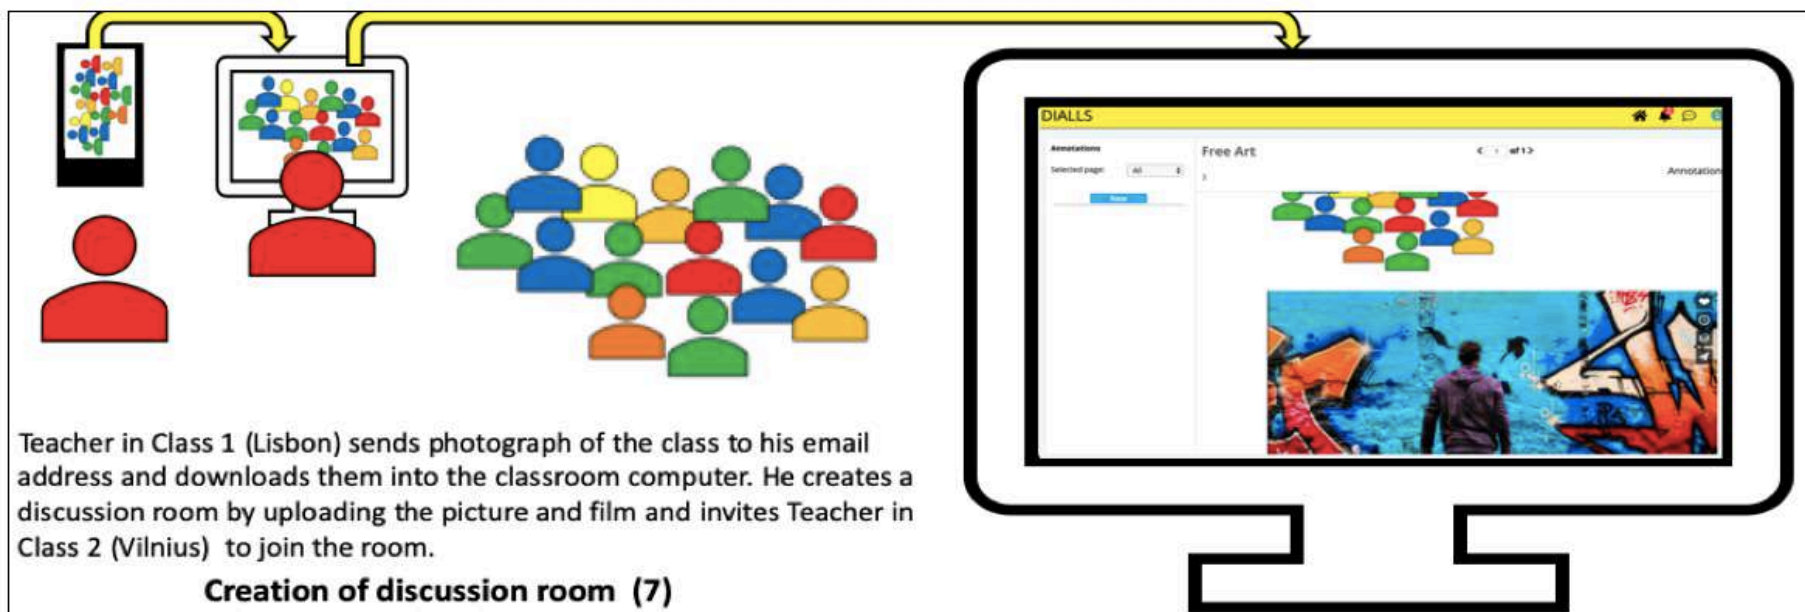 DIALLS
Annotations
Selected page:
All
New
Free Art
of 1
Annotation
Teacher in Class 1 (Lisbon) sends photograph of the class to his email
address and downloads them into the classroom computer. He creates a
discussion room by uploading the picture and film and invites Teacher in
Class 2 (Vilnius)  to join the room.
Creation of discussion room  (7)